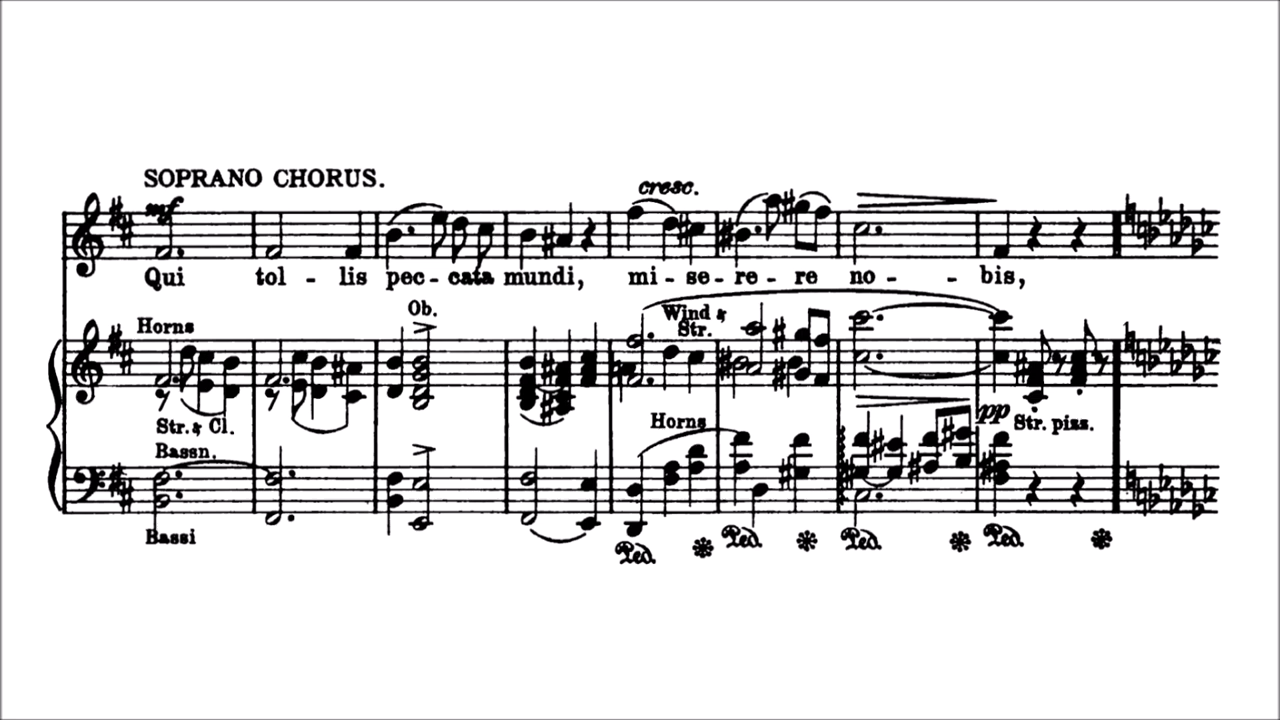 SOPRANO CHORUS.
mf
cresc.
Qui tol - lis pec - cata mundi, mi - se - re - re no - - bis,
Horns
Ob.
Wind &
Str.
Str. & Cl.
Horns
pp
Str. pizz.
Bassn.
Bassi
Ped. Ped. Ped. Ped.